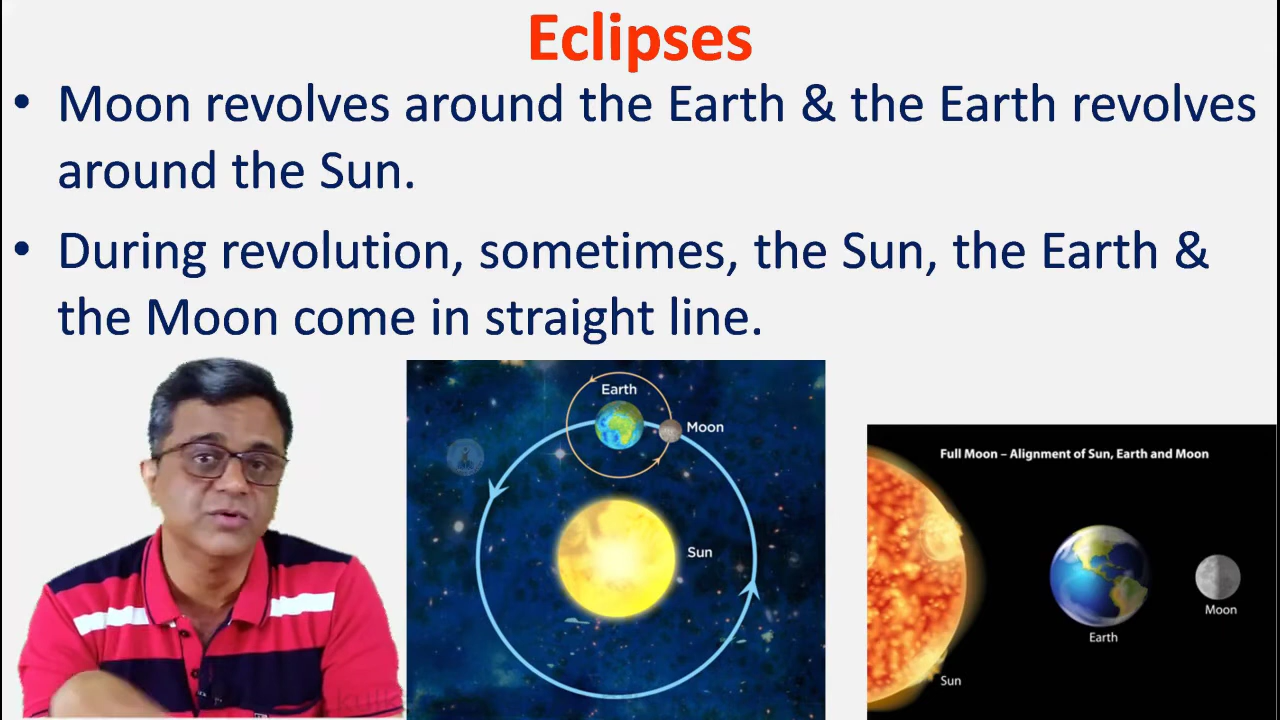 Eclipses
• Moon revolves around the Earth & the Earth revolves
around the Sun.
• During revolution, sometimes, the Sun, the Earth &
the Moon come in straight line.
Earth
Moon
Sun
Full Moon – Alignment of Sun, Earth and Moon
Moon
Earth
Sun